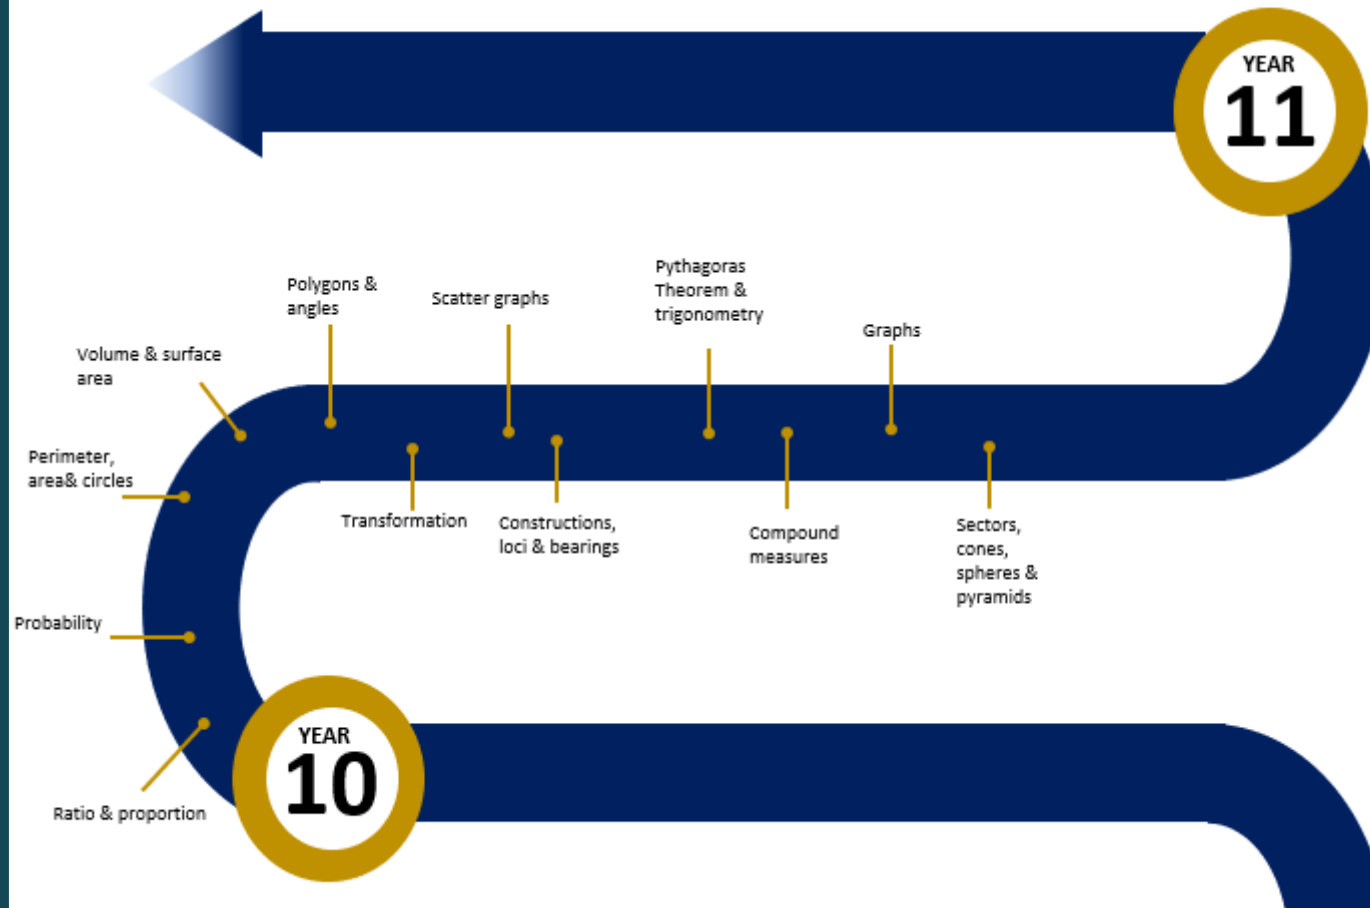 YEAR
11
Pythagoras
Theorem &
trigonometry
Polygons &
angles
Scatter graphs
Graphs
Volume & surface
area
Perimeter,
area& circles
Transformation
Constructions,
loci & bearings
Compound
measures
Sectors,
cones,
spheres &
pyramids
Probability
YEAR
10
Ratio & proportion